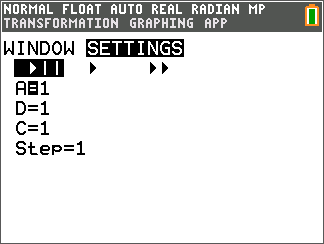 NORMAL FLOAT AUTO REAL RADIAN MP
TRANSFORMATION GRAPHING APP
WINDOW SETTINGS
A=1
D=1
C=1
Step=1